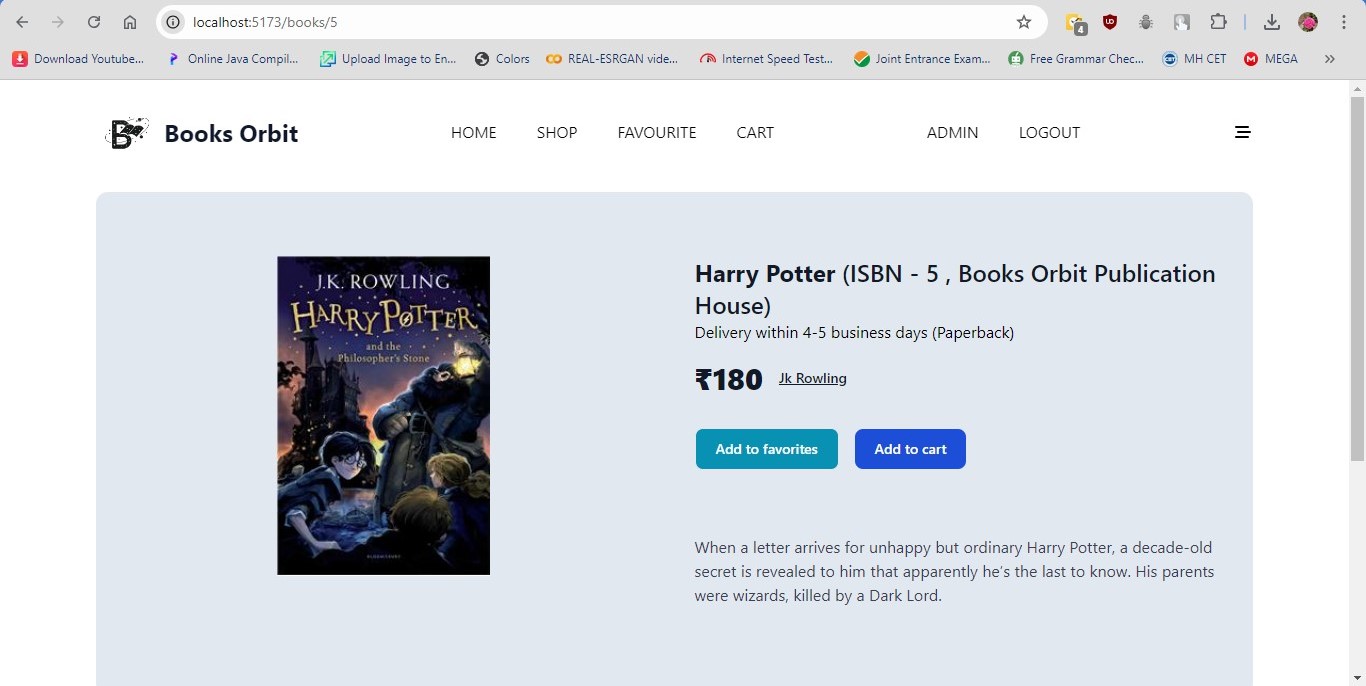 localhost:5173/books/5
4
Download Youtube...
Online Java Compil...
Upload Image to En...
Colors
REAL-ESRGAN vide...
Internet Speed Test...
Joint Entrance Exam...
Free Grammar Chec...
MH CET
MEGA
Books Orbit
HOME
SHOP
FAVOURITE
CART
ADMIN
LOGOUT
J.K. ROWLING
HARRY POTTER
and the
Philosopher's Stone
BLOOMSBURY
Harry Potter (ISBN - 5 , Books Orbit Publication
House)
Delivery within 4-5 business days (Paperback)
₹180 Jk Rowling
Add to favorites
Add to cart
When a letter arrives for unhappy but ordinary Harry Potter, a decade-old
secret is revealed to him that apparently he's the last to know. His parents
were wizards, killed by a Dark Lord.